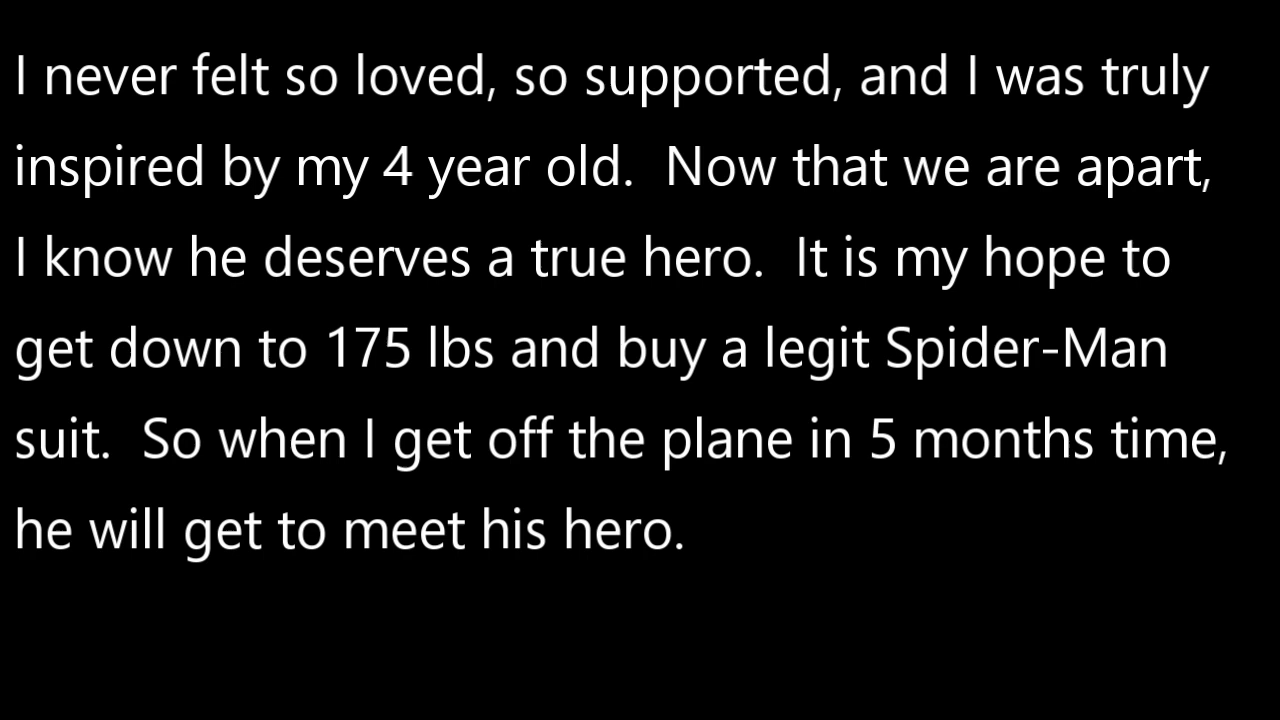 I never felt so loved, so supported, and I was truly
inspired by my 4 year old.  Now that we are apart,
I know he deserves a true hero.  It is my hope to
get down to 175 lbs and buy a legit Spider-Man
suit.  So when I get off the plane in 5 months time,
he will get to meet his hero.